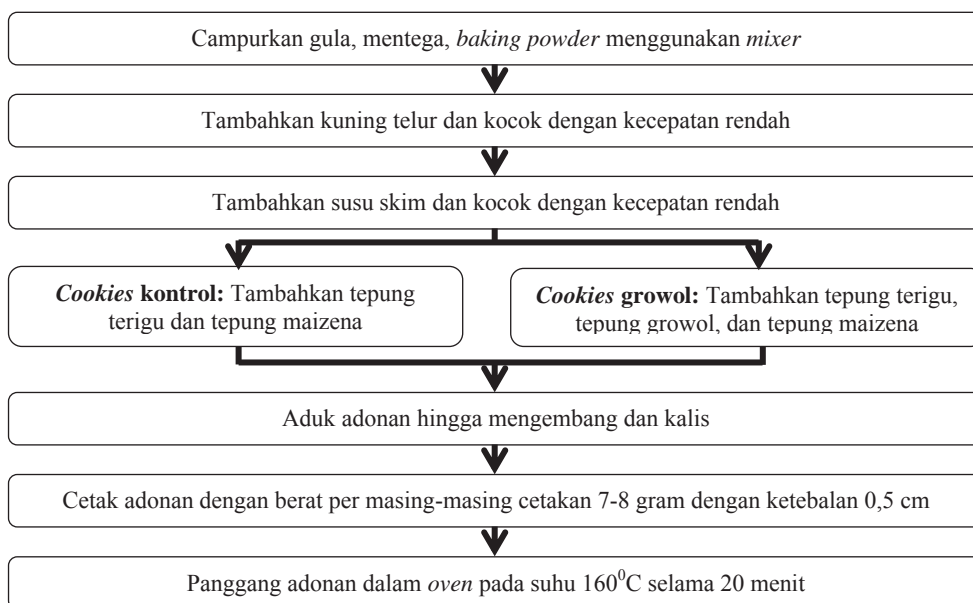 Campurkan gula, mentega, baking powder menggunakan mixer
Tambahkan kuning telur dan kocok dengan kecepatan rendah
Tambahkan susu skim dan kocok dengan kecepatan rendah
Cookies kontrol: Tambahkan tepung
terigu dan tepung maizena
Cookies growol: Tambahkan tepung terigu,
tepung growol, dan tepung maizena
Aduk adonan hingga mengembang dan kalis
Cetak adonan dengan berat per masing-masing cetakan 7-8 gram dengan ketebalan 0,5 cm
Panggang adonan dalam oven pada suhu 160⁰C selama 20 menit